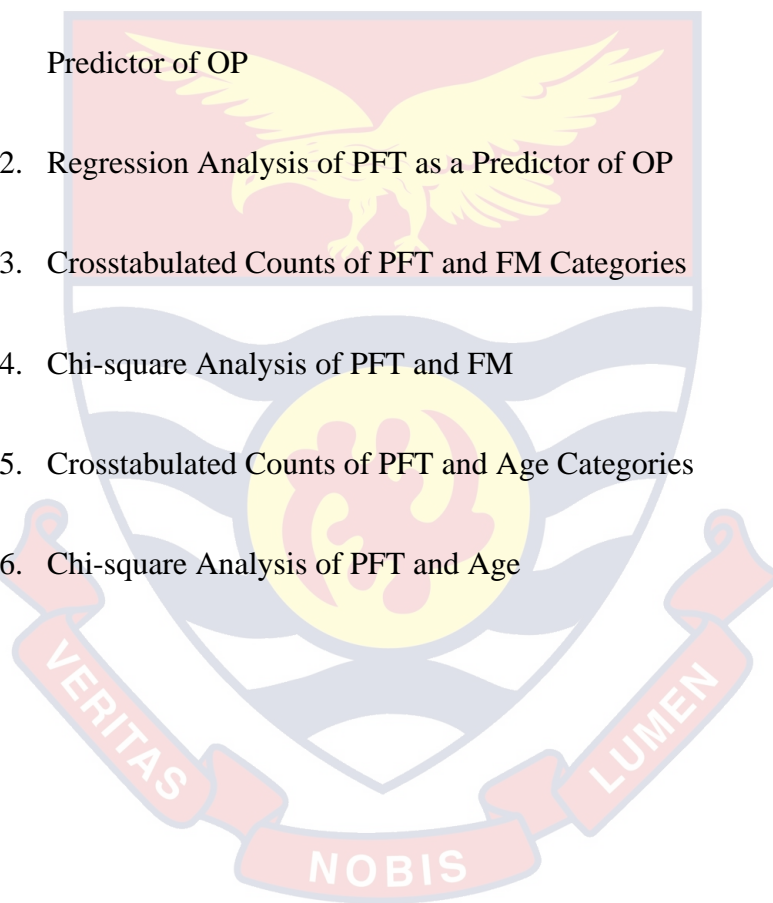 Predictor of OP
2. Regression Analysis of PFT as a Predictor of OP
3. Crosstabulated Counts of PFT and FM Categories
4. Chi-square Analysis of PFT and FM
5. Crosstabulated Counts of PFT and Age Categories
6. Chi-square Analysis of PFT and Age
VERITAS
NOBIS
LUMEN